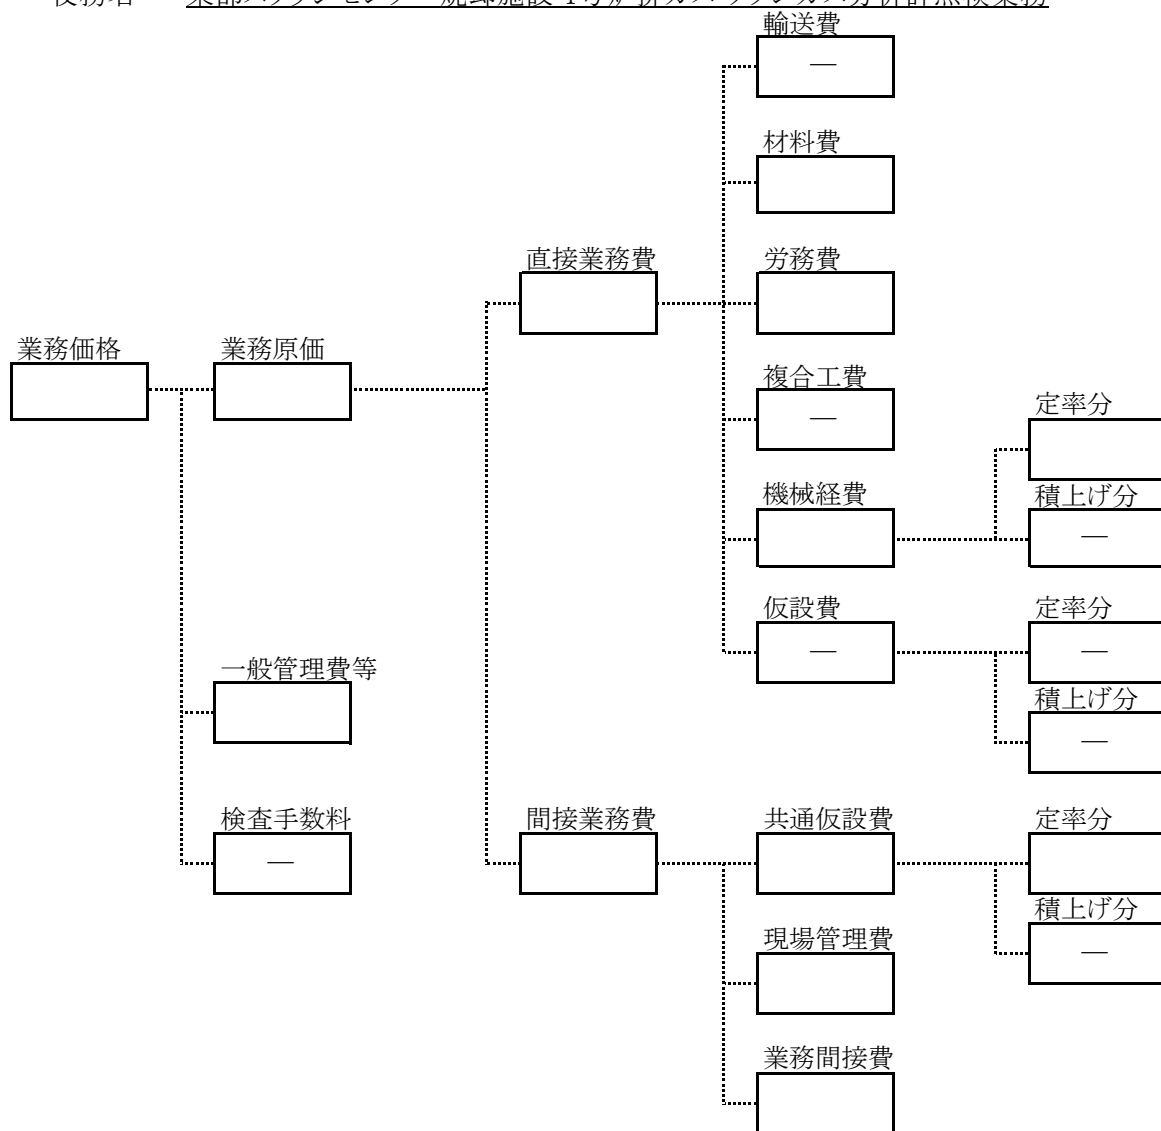 輸送費
—
材料費
直接業務費
労務費
業務価格
業務原価
複合工費
—
定率分
機械経費
積上げ分
—
仮設費
—
定率分
—
一般管理費等
積上げ分
—
検査手数料
—
間接業務費
共通仮設費
定率分
積上げ分
—
現場管理費
業務間接費